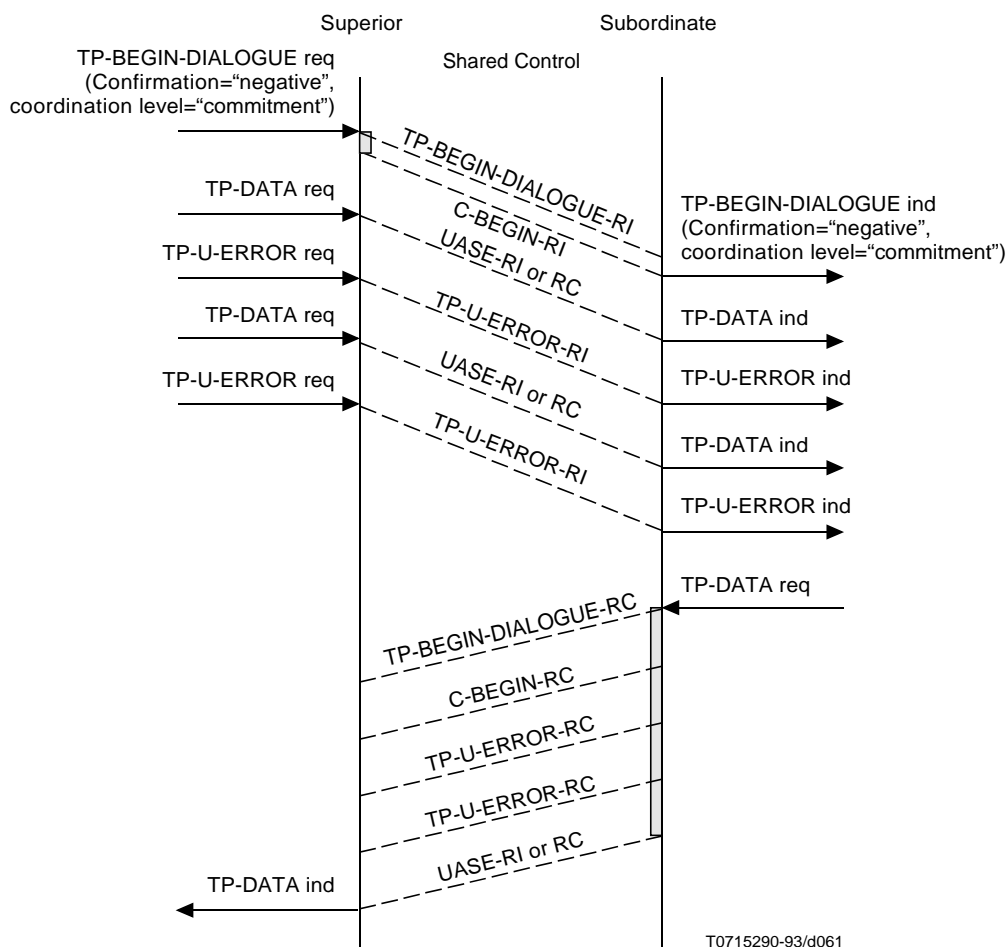 Superior
Subordinate
TP-BEGIN-DIALOGUE req
(Confirmation=“negative”,
coordination level=“commitment”)
Shared Control
TP-BEGIN-DIALOGUE-RI
C-BEGIN-RI
TP-DATA req
UASE-RI or RC
TP-BEGIN-DIALOGUE ind
(Confirmation=“negative”,
coordination level=“commitment”)
TP-U-ERROR req
TP-U-ERROR-RI
TP-DATA req
TP-DATA ind
UASE-RI or RC
TP-U-ERROR req
TP-U-ERROR ind
TP-U-ERROR-RI
TP-DATA ind
TP-U-ERROR ind
TP-DATA req
TP-BEGIN-DIALOGUE-RC
C-BEGIN-RC
TP-U-ERROR-RC
TP-U-ERROR-RC
UASE-RI or RC
TP-DATA ind
T0715290-93/d061